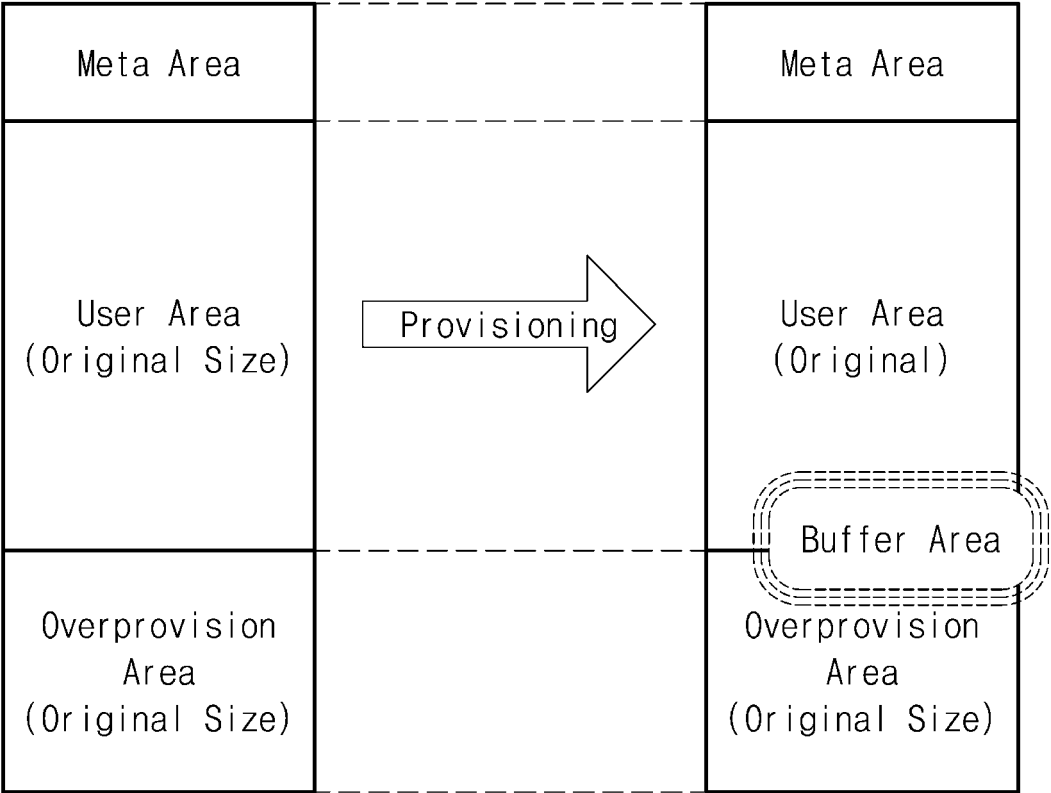 Meta Area
User Area
(Original Size)
Overprovision
Area
(Original Size)
Provisioning
Meta Area
User Area
(Original)
Buffer Area
Overprovision
Area
(Original Size)